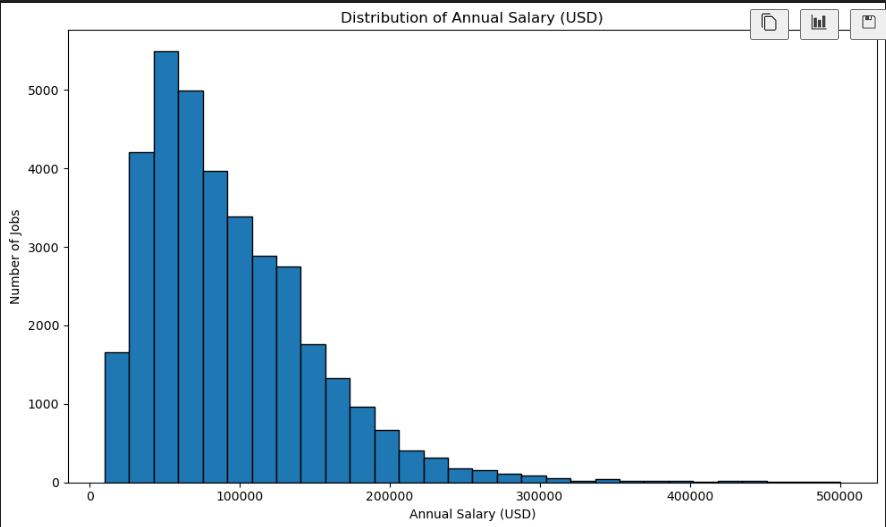 Distribution of Annual Salary (USD)
5000
4000
3000
2000
1000
0
Number of Jobs
0 100000 200000 300000 400000 500000
Annual Salary (USD)